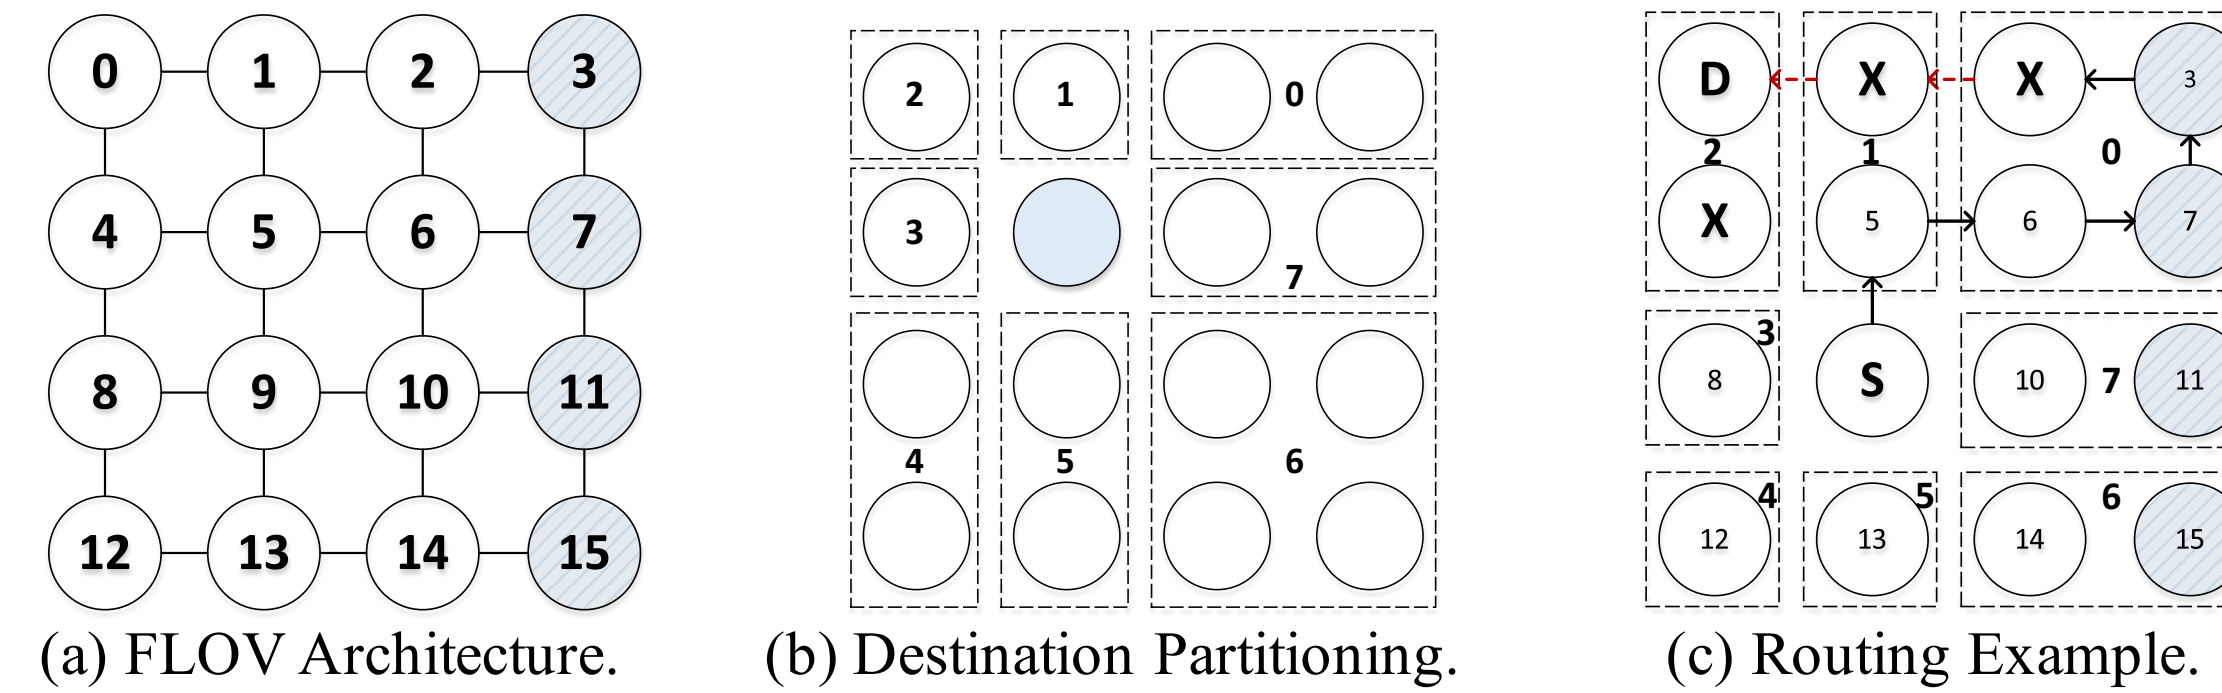 0 1 2 3
4 5 6 7
8 9 10 11
12 13 14 15
(a) FLOV Architecture.
2 1 0
3 7
4 5 6
(b) Destination Partitioning.
D X X 3
2 1 0
X 5 6 7
3
8 S 10 7 11
4 5 6
12 13 14 15
(c) Routing Example.